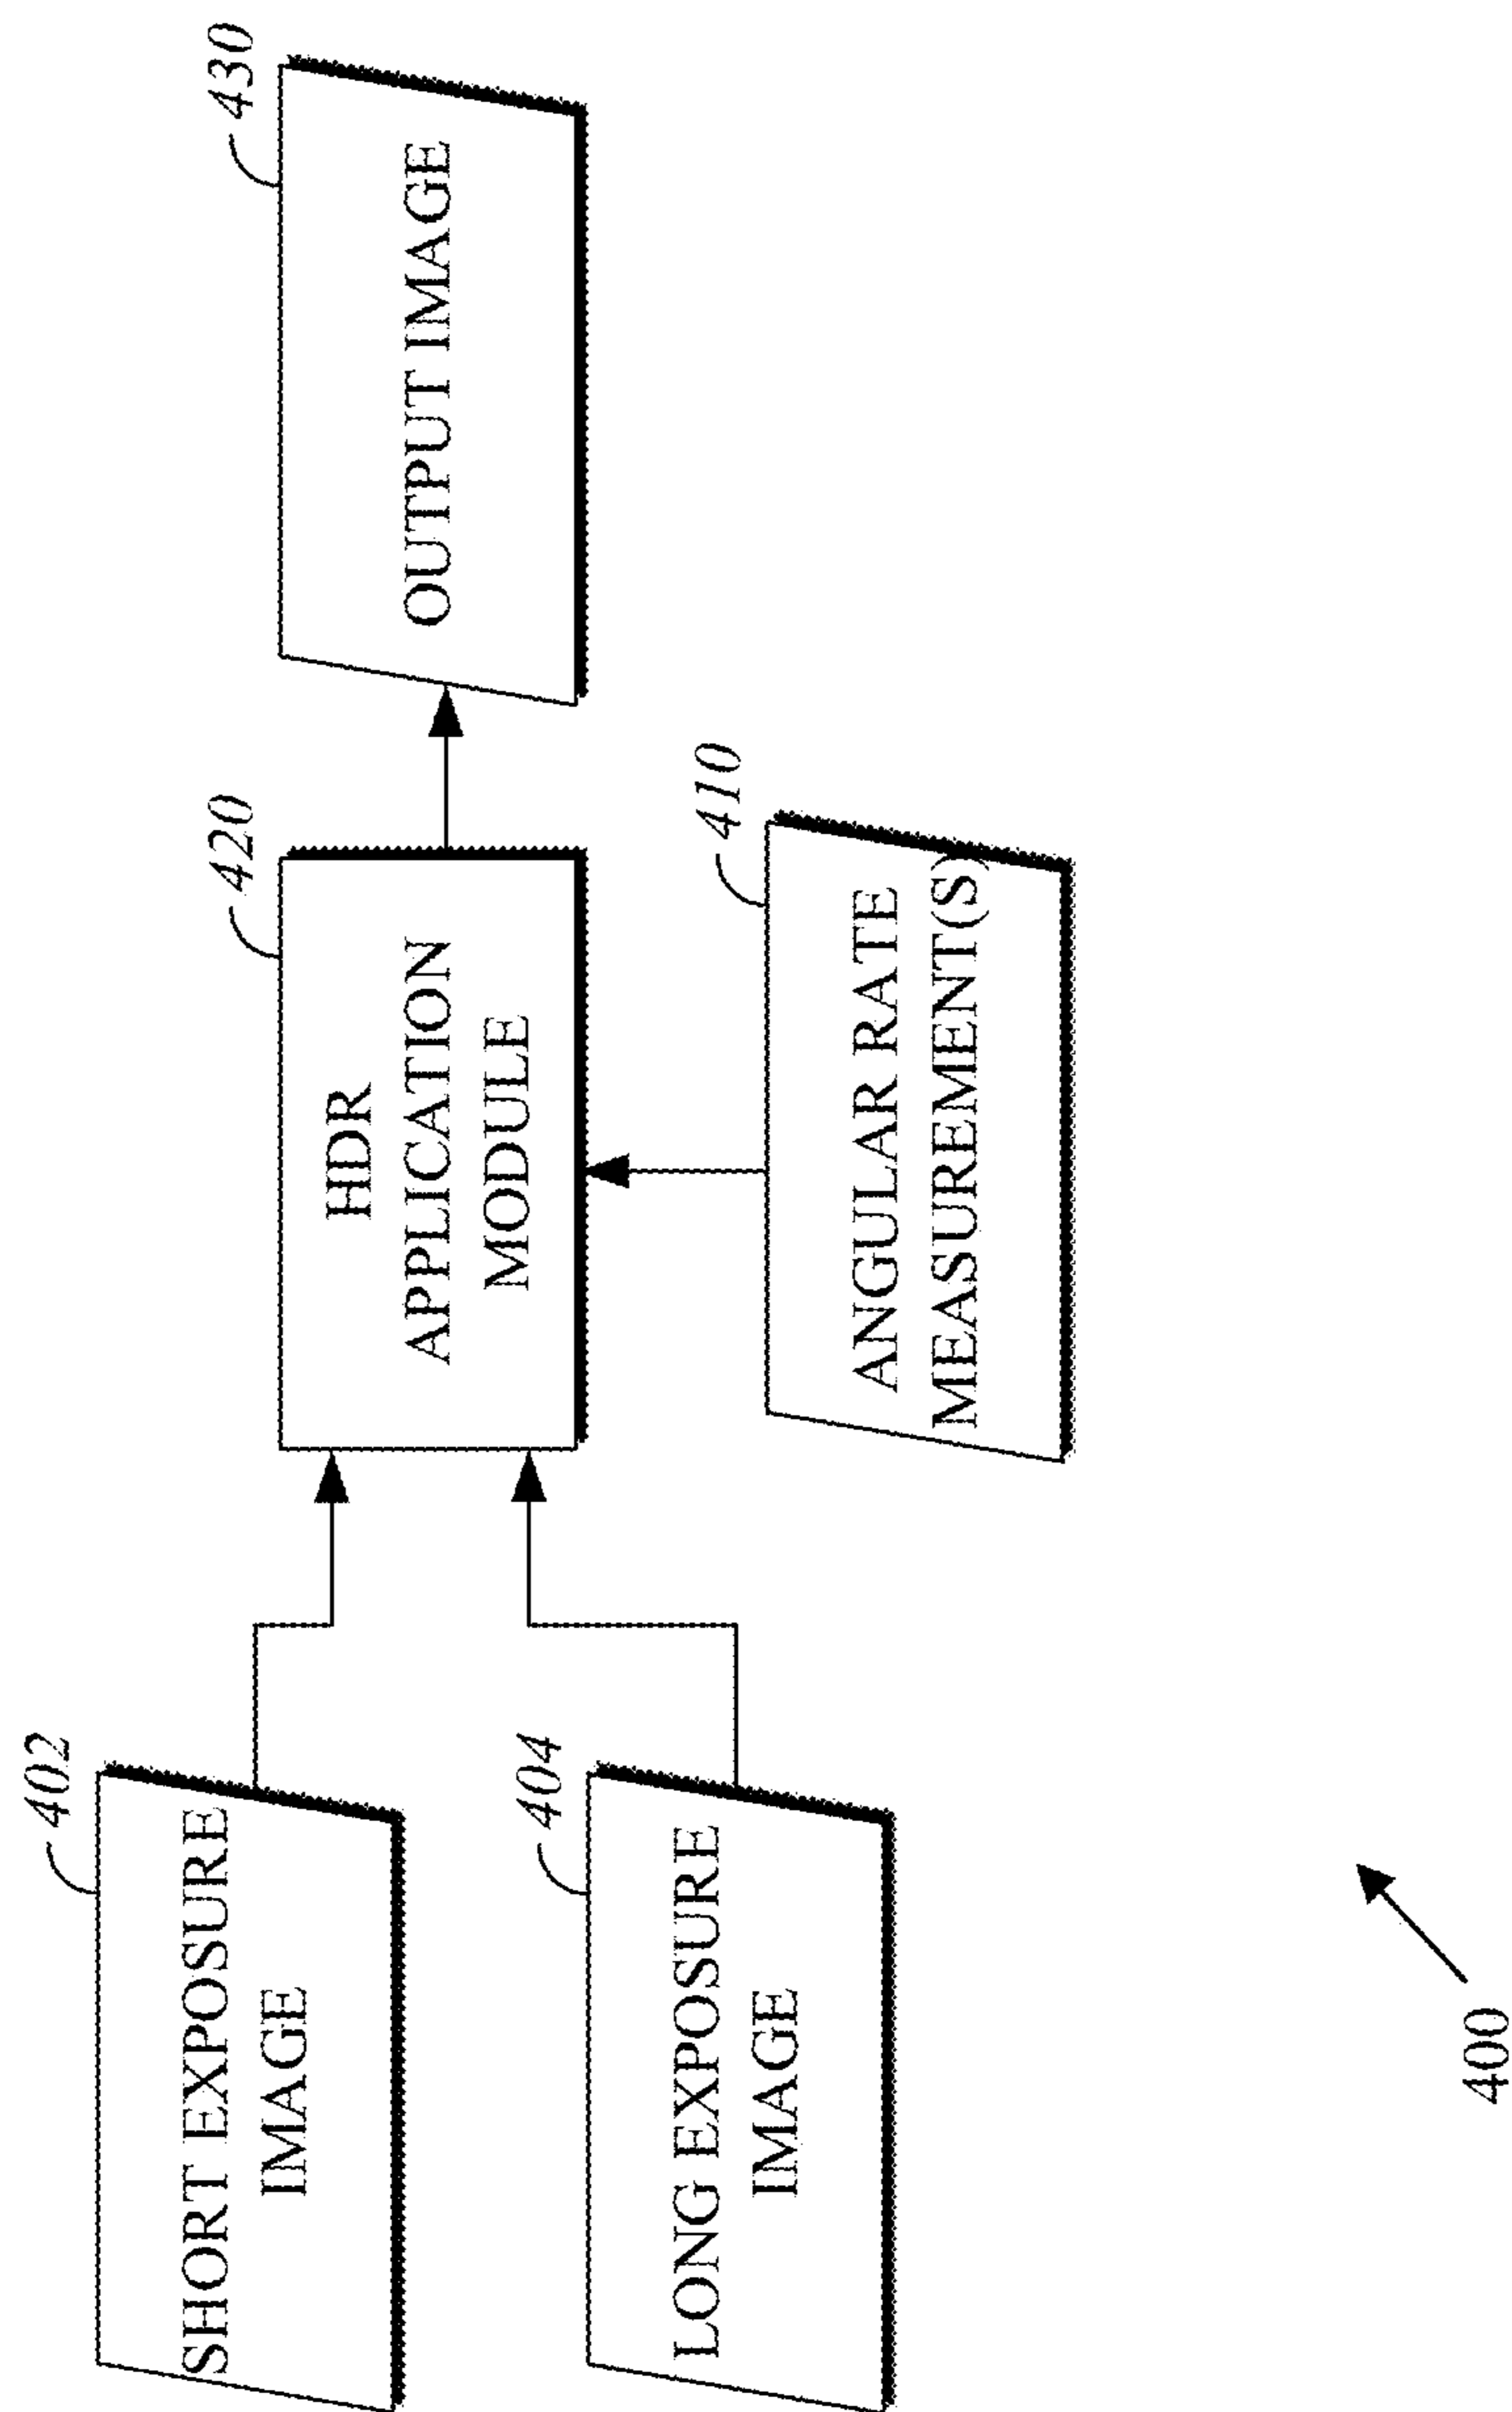 402
SHORT EXPOSURE
IMAGE
404
LONG EXPOSURE
IMAGE
420
HDR
APPLICATION
MODULE
410
ANGULAR RATE
MEASUREMENT(S)
430
OUTPUT IMAGE
400